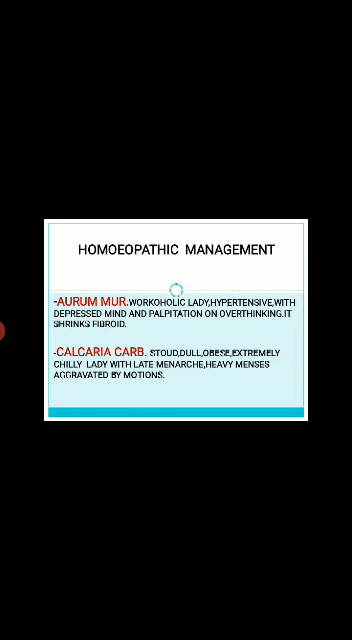 HOMOEOPATHIC MANAGEMENT
-AURUM MUR.WORKOHOLIC LADY,HYPERTENSIVE,WITH
DEPRESSED MIND AND PALPITATION ON OVERTHINKING.IT
SHRINKS FIBROID.
-CALCARIA CARB. STOUD,DULL,OBESE,EXTREMELY
CHILLY LADY WITH LATE MENARCHE,HEAVY MENSES
AGGRAVATED BY MOTIONS.